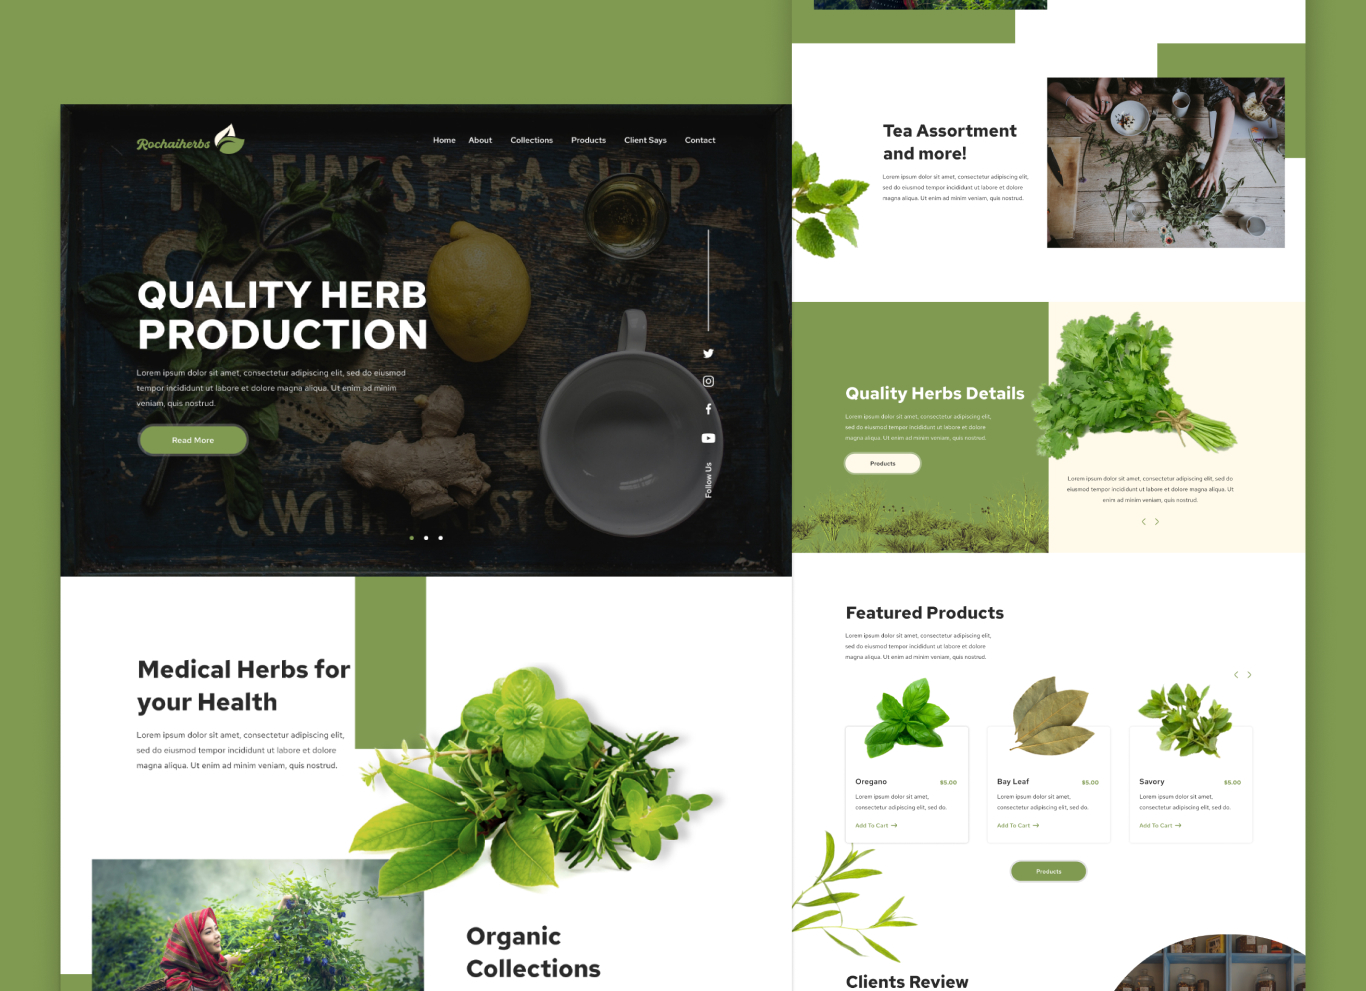 Rochaiherbs
Home About Collections Products Client Says Contact
FINEST TEA SHOP
QUALITY HERB
PRODUCTION
Lorem ipsum dolor sit amet, consectetur adipiscing elit, sed do eiusmod
tempor incididunt ut labore et dolore magna aliqua. Ut enim ad minim
veniam, quis nostrud.
Read More
Follow Us
Medical Herbs for
your Health
Lorem ipsum dolor sit amet, consectetur adipiscing elit,
sed do eiusmod tempor incididunt ut labore et dolore
magna aliqua. Ut enim ad minim veniam, quis nostrud.
Organic
Collections
Tea Assortment
and more!
Lorem ipsum dolor sit amet, consectetur adipiscing elit,
sed do eiusmod tempor incididunt ut labore et dolore
magna aliqua. Ut enim ad minim veniam, quis nostrud.
Quality Herbs Details
Lorem ipsum dolor sit amet, consectetur adipiscing elit,
sed do eiusmod tempor incididunt ut labore et dolore
magna aliqua. Ut enim ad minim veniam, quis nostrud.
Products
Lorem ipsum dolor sit amet, consectetur adipiscing elit, sed do
eiusmod tempor incididunt ut labore et dolore magna aliqua. Ut
enim ad minim veniam, quis nostrud.
Featured Products
Lorem ipsum dolor sit amet, consectetur adipiscing elit,
sed do eiusmod tempor incididunt ut labore et dolore
magna aliqua. Ut enim ad minim veniam, quis nostrud.
Oregano $5.00
Lorem ipsum dolor sit amet,
consectetur adipiscing elit, sed do.
Add To Cart →
Bay Leaf $5.00
Lorem ipsum dolor sit amet,
consectetur adipiscing elit, sed do.
Add To Cart →
Savory $5.00
Lorem ipsum dolor sit amet,
consectetur adipiscing elit, sed do.
Add To Cart →
Products
Clients Review